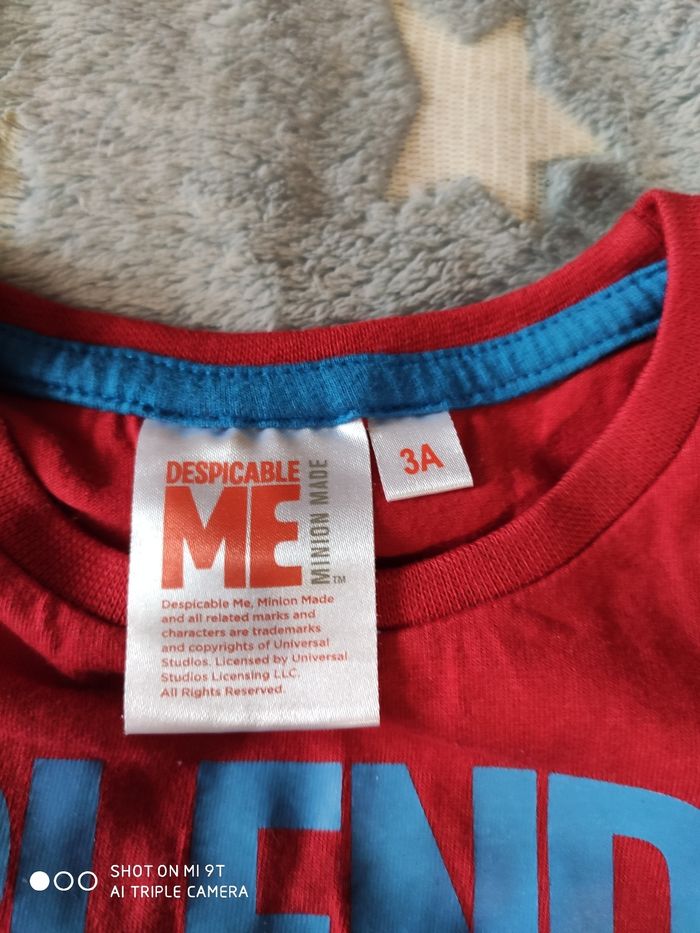 DESPICABLE
ME
MINION MADE
TM
3A
Despicable Me, Minion Made
and all related marks and
characters are trademarks
and copyrights of Universal
Studios. Licensed by Universal
Studios Licensing LLC.
All Rights Reserved.
LEND
SHOT ON MI 9T
AI TRIPLE CAMERA